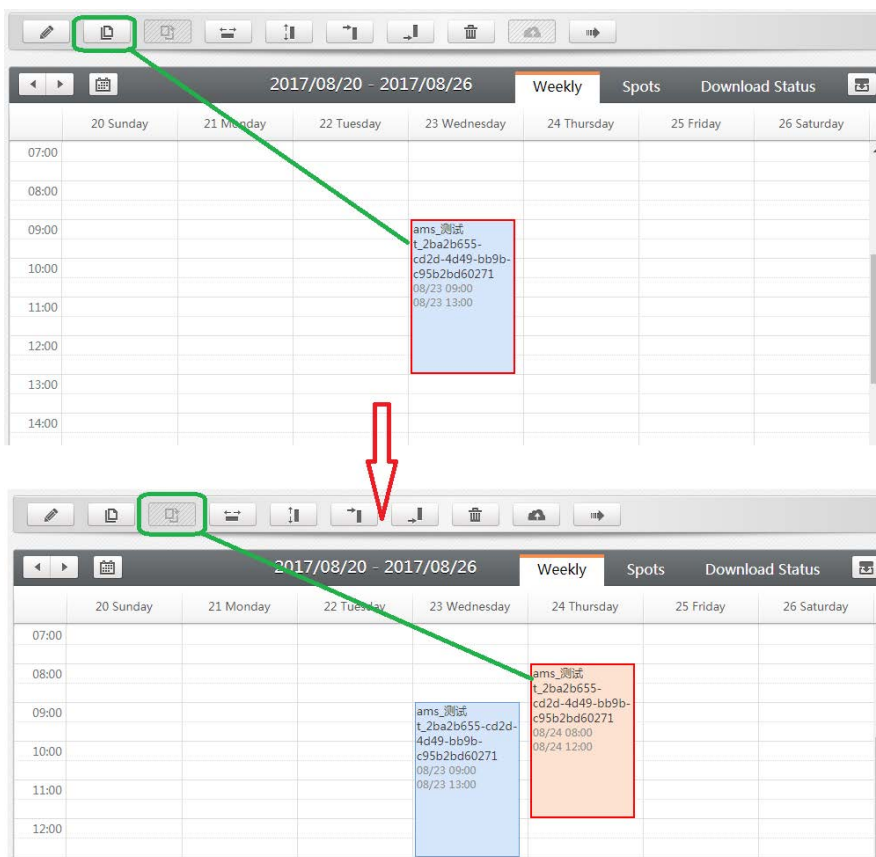 2017/08/20 - 2017/08/26 Weekly Spots Download Status
20 Sunday 21 Monday 22 Tuesday 23 Wednesday 24 Thursday 25 Friday 26 Saturday
07:00
08:00
09:00
ams_测试
t_2ba2b655-
cd2d-4d49-bb9b-
c95b2bd60271
08/23 09:00
08/23 13:00
10:00
11:00
12:00
13:00
14:00
2017/08/20 - 2017/08/26 Weekly Spots Download Status
20 Sunday 21 Monday 22 Tuesday 23 Wednesday 24 Thursday 25 Friday 26 Saturday
07:00
08:00
ams_测试
t_2ba2b655-
cd2d-4d49-bb9b-
c95b2bd60271
08/24 08:00
08/24 12:00
09:00
ams_测试
t_2ba2b655-cd2d-
4d49-bb9b-
c95b2bd60271
08/23 09:00
08/23 13:00
10:00
11:00
12:00